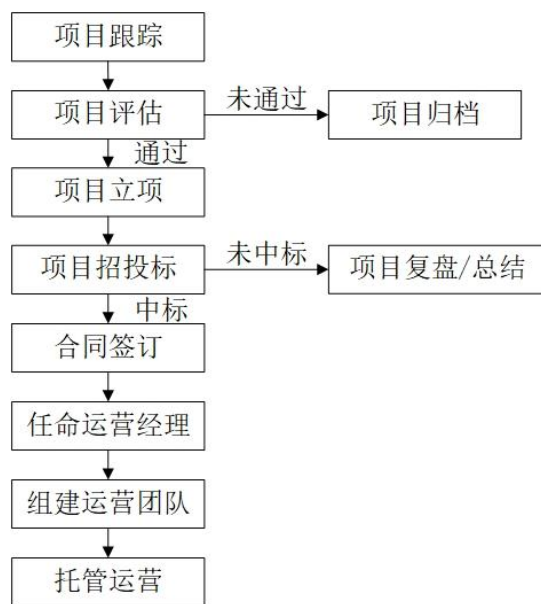 项目跟踪
项目评估
未通过
项目归档
通过
项目立项
项目招投标
未中标
项目复盘/总结
中标
合同签订
任命运营经理
组建运营团队
托管运营